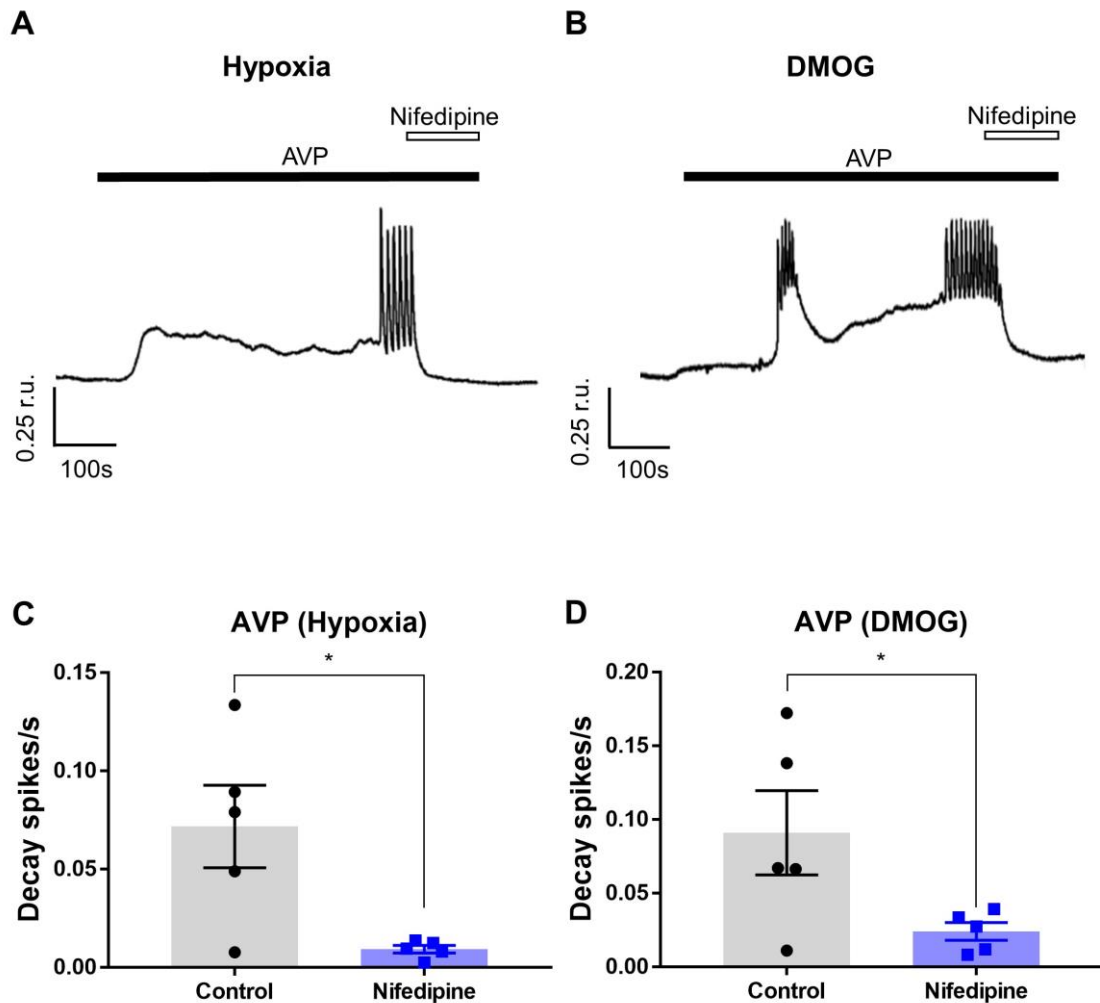 A
Hypoxia
Nifedipine
AVP
0.25 r.u.
100s
B
DMOG
Nifedipine
AVP
0.25 r.u.
100s
C
AVP (Hypoxia)
*
Decay spikes/s
0.15
0.10
0.05
0.00
Control Nifedipine
D
AVP (DMOG)
*
Decay spikes/s
0.20
0.15
0.10
0.05
0.00
Control Nifedipine